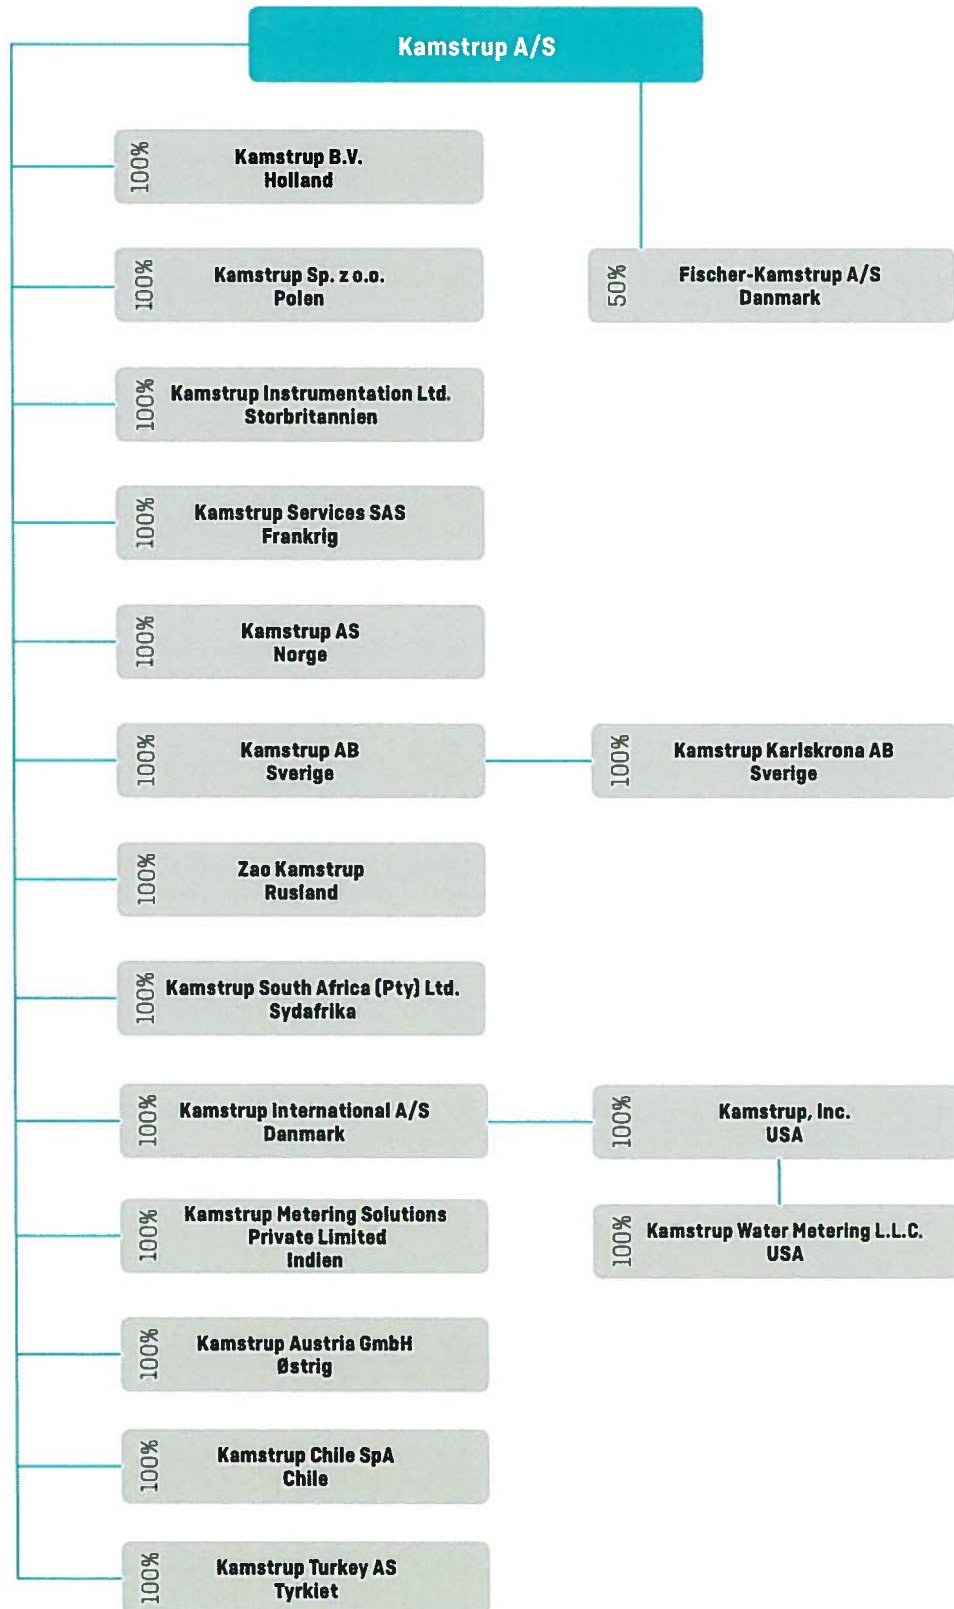 Kamstrup A/S
100%
Kamstrup B.V.
Holland
100%
Kamstrup Sp. z o.o.
Polen
50%
Fischer-Kamstrup A/S
Danmark
100%
Kamstrup Instrumentation Ltd.
Storbritannien
100%
Kamstrup Services SAS
Frankrig
100%
Kamstrup AS
Norge
100%
Kamstrup AB
Sverige
100%
Kamstrup Karlskrona AB
Sverige
100%
Zao Kamstrup
Rusland
100%
Kamstrup South Africa (Pty) Ltd.
Sydafrika
100%
Kamstrup International A/S
Danmark
100%
Kamstrup, Inc.
USA
100%
Kamstrup Metering Solutions
Private Limited
Indien
100%
Kamstrup Water Metering L.L.C.
USA
100%
Kamstrup Austria GmbH
Østrig
100%
Kamstrup Chile SpA
Chile
100%
Kamstrup Turkey AS
Tyrkiet